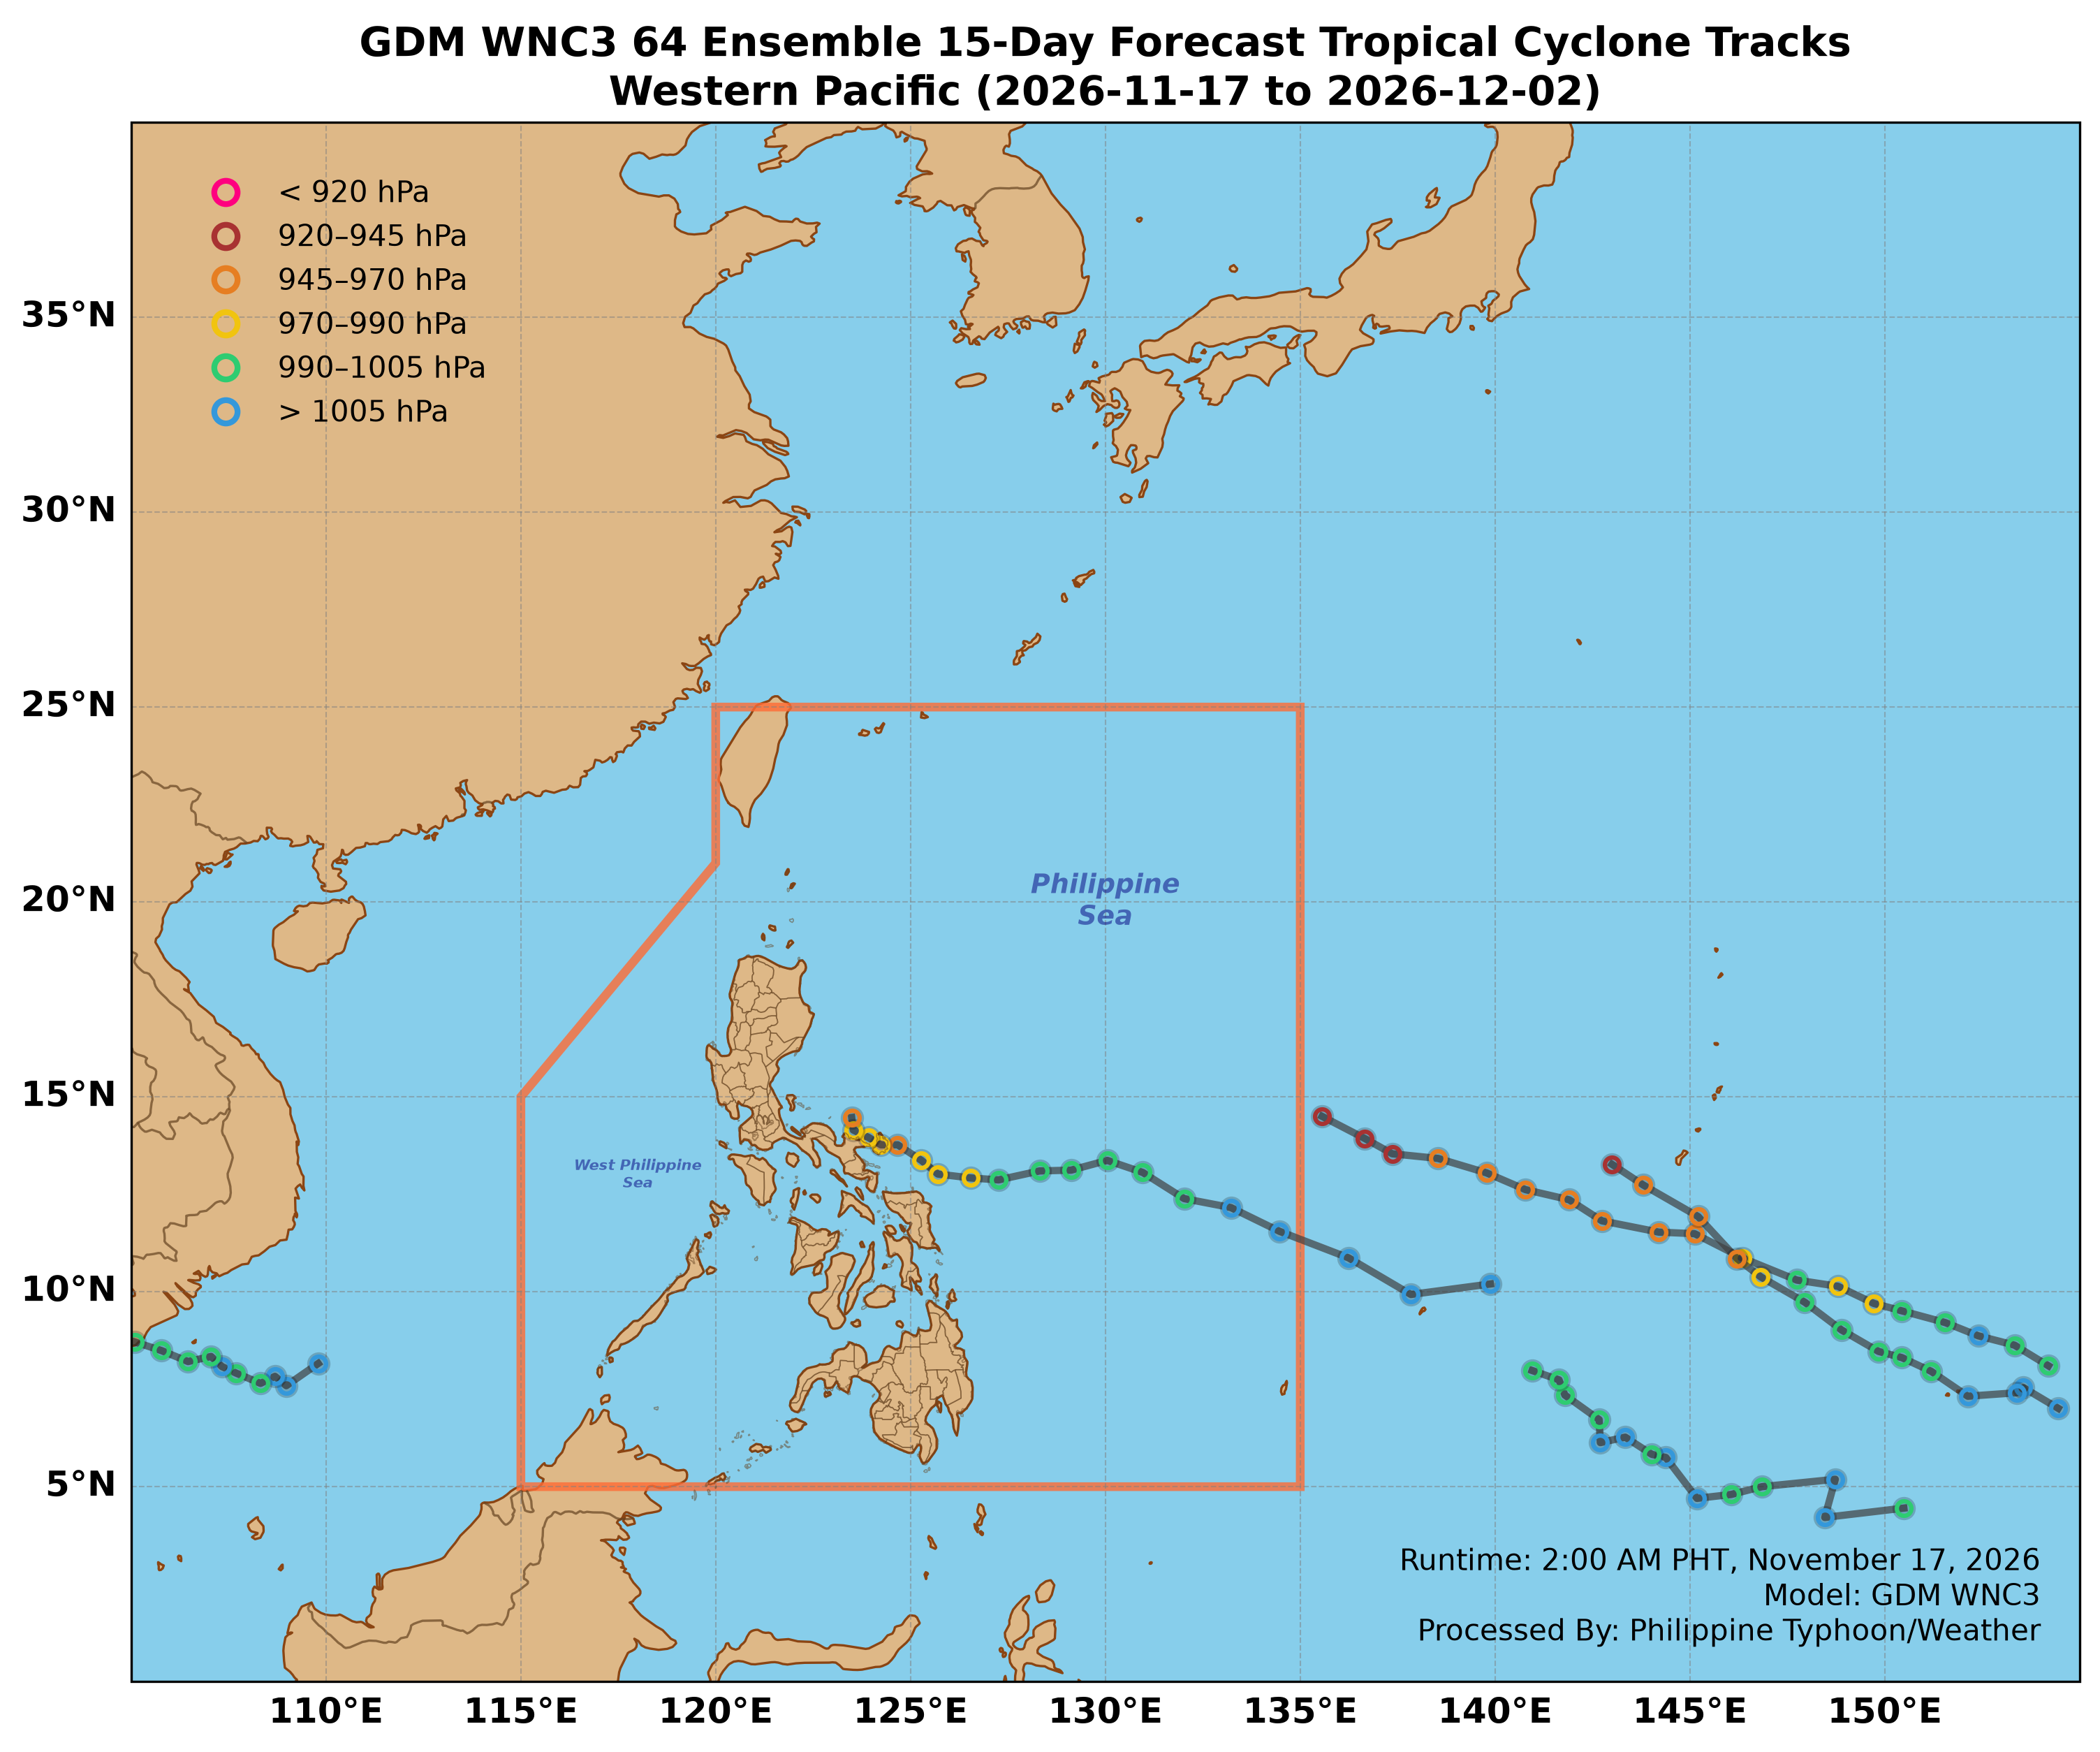 GDM WNC3 64 Ensemble 15-Day Forecast Tropical Cyclone Tracks
Western Pacific (2026-11-17 to 2026-12-02)
< 920 hPa
920–945 hPa
945–970 hPa
970–990 hPa
990–1005 hPa
> 1005 hPa
35°N
30°N
25°N
20°N
15°N
10°N
5°N
Philippine
Sea
West Philippine
Sea
Runtime: 2:00 AM PHT, November 17, 2026
Model: GDM WNC3
Processed By: Philippine Typhoon/Weather
110°E
115°E
120°E
125°E
130°E
135°E
140°E
145°E
150°E